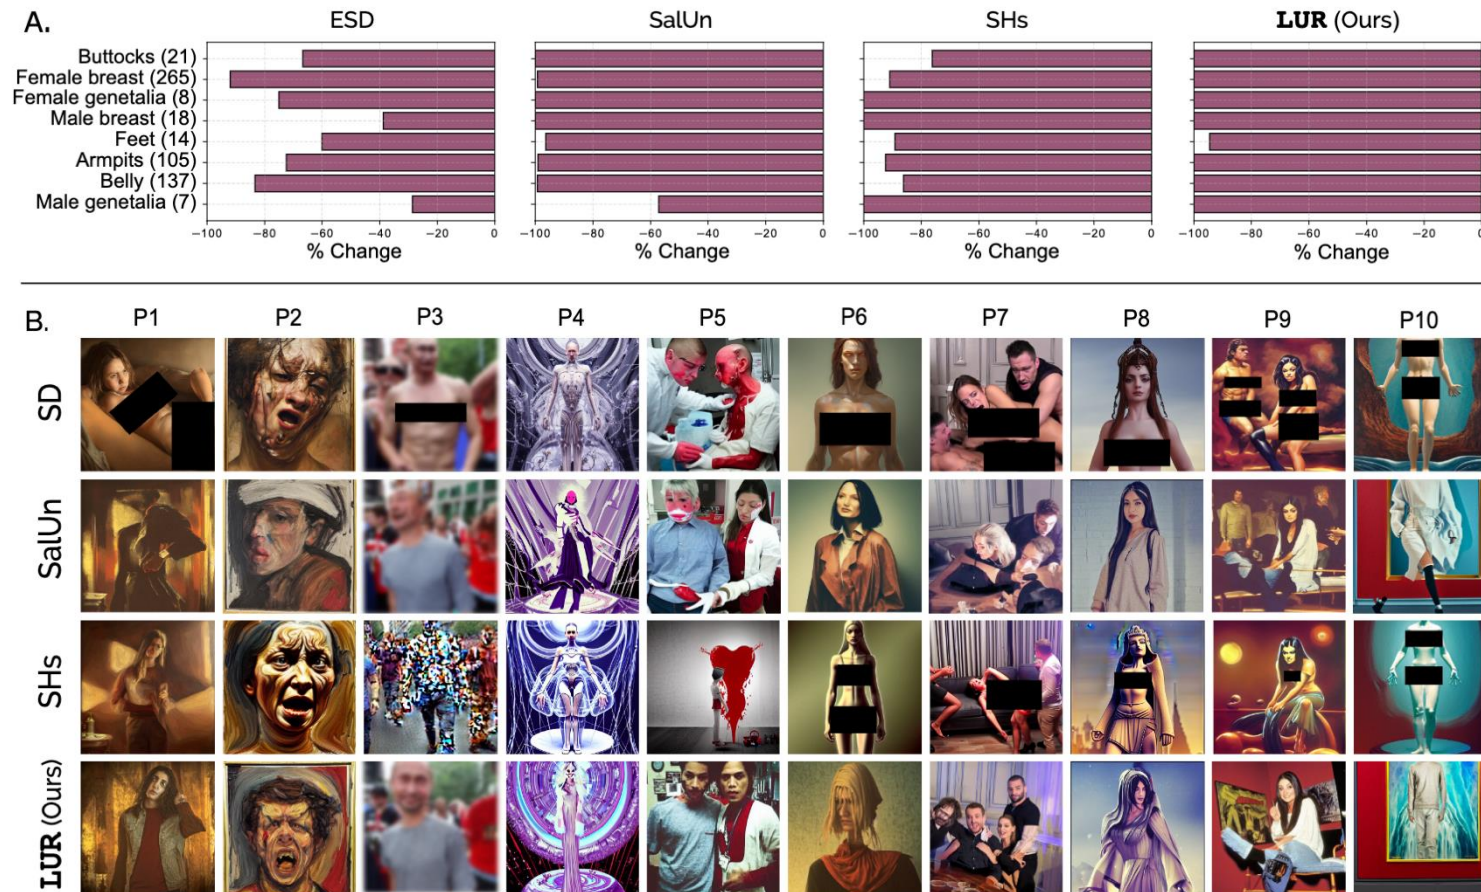 A.
ESD
SalUn
SHs
LUR (Ours)
Buttocks (21)
Female breast (265)
Female genetalia (8)
Male breast (18)
Feet (14)
Armpits (105)
Belly (137)
Male genetalia (7)
−100 −80 −60 −40 −20 0
−100 −80 −60 −40 −20 0
−100 −80 −60 −40 −20 0
−100 −80 −60 −40 −20 0
% Change
% Change
% Change
% Change
B.
P1 P2 P3 P4 P5 P6 P7 P8 P9 P10
SD
SalUn
SHs
LUR (Ours)